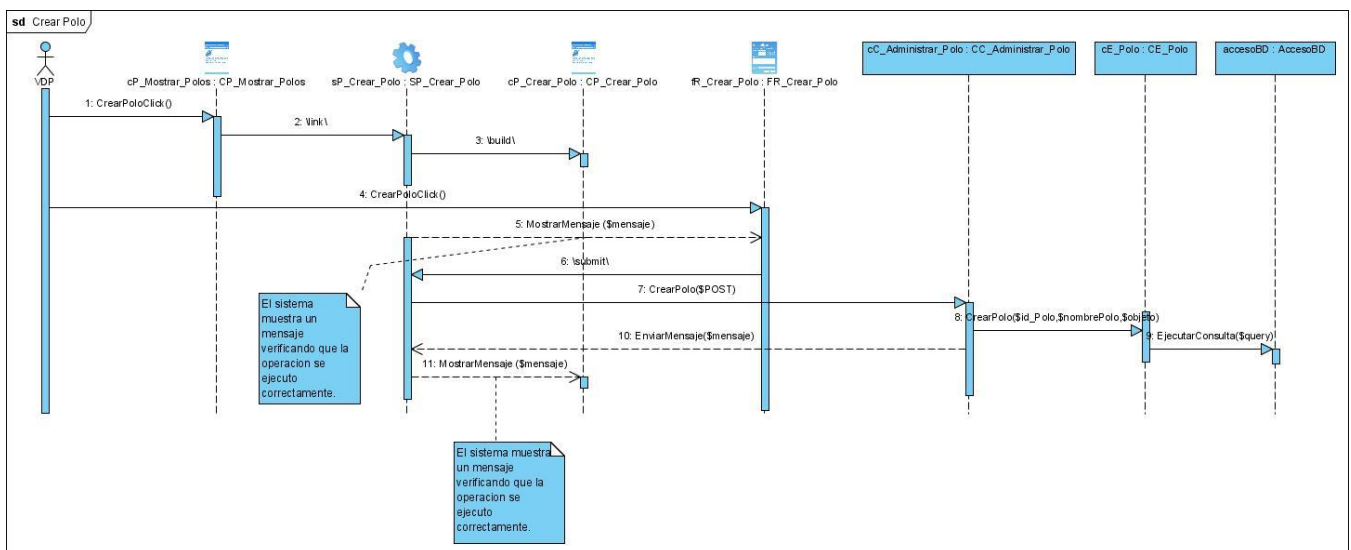 sd Crear Polo
VDP
cP_Mostrar_Polos : CP_Mostrar_Polos
sP_Crear_Polo : SP_Crear_Polo
cP_Crear_Polo : CP_Crear_Polo
fR_Crear_Polo : FR_Crear_Polo
cC_Administrar_Polo : CC_Administrar_Polo
cE_Polo : CE_Polo
accesoBD : AccesoBD
1: CrearPoloClick()
2: \link\
3: \build\
4: CrearPoloClick()
5: MostrarMensaje ($mensaje)
6: \submit\
7: CrearPolo($POST)
8: CrearPolo($id_Polo,$nombrePolo,$objeto)
9: EjecutarConsulta($query)
10: EnviarMensaje($mensaje)
11: MostrarMensaje ($mensaje)
El sistema
muestra un
mensaje
verificando que la
operacion se
ejecuto
correctamente.
El sistema muestra
un mensaje
verificando que la
operacion se
ejecuto
correctamente.